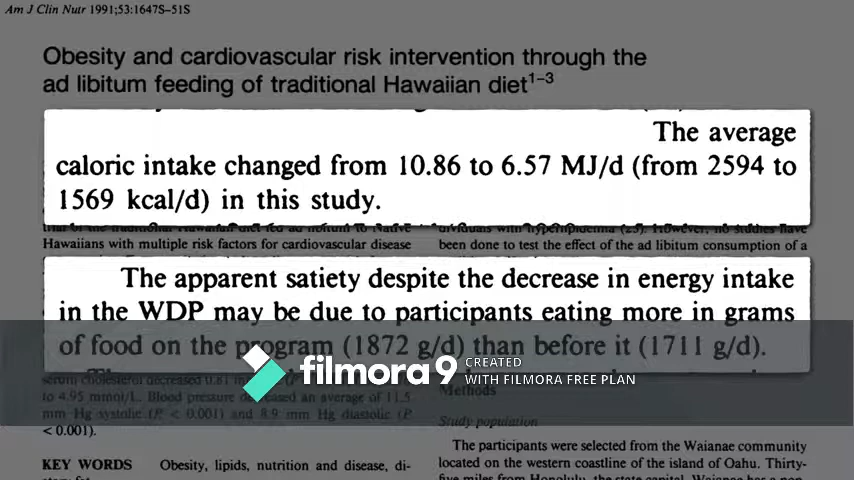 Am J Clin Nutr 1991;53:1647S–51S
Obesity and cardiovascular risk intervention through the
ad libitum feeding of traditional Hawaiian diet1–3
The average
caloric intake changed from 10.86 to 6.57 MJ/d (from 2594 to
1569 kcal/d) in this study.
Hawaiians with multiple risk factors for cardiovascular disease
been done to test the effect of the ad libitum consumption of a
The apparent satiety despite the decrease in energy intake
in the WDP may be due to participants eating more in grams
of food on the program (1872 g/d) than before it (1711 g/d).
filmora9 CREATED
WITH FILMORA FREE PLAN
serum cholesterol decreased 0.81
to 4.95 mmol/L. Blood pressure decreased an average of 11.5
mm Hg systolic (P < 0.001) and 8.9 mm Hg diastolic (P
< 0.001).
KEY WORDS Obesity, lipids, nutrition and disease, di-
Methods
Study population
The participants were selected from the Waianae community
located on the western coastline of the island of Oahu. Thirty-
five miles from Honolulu, the state capital, Waianae has a pop-